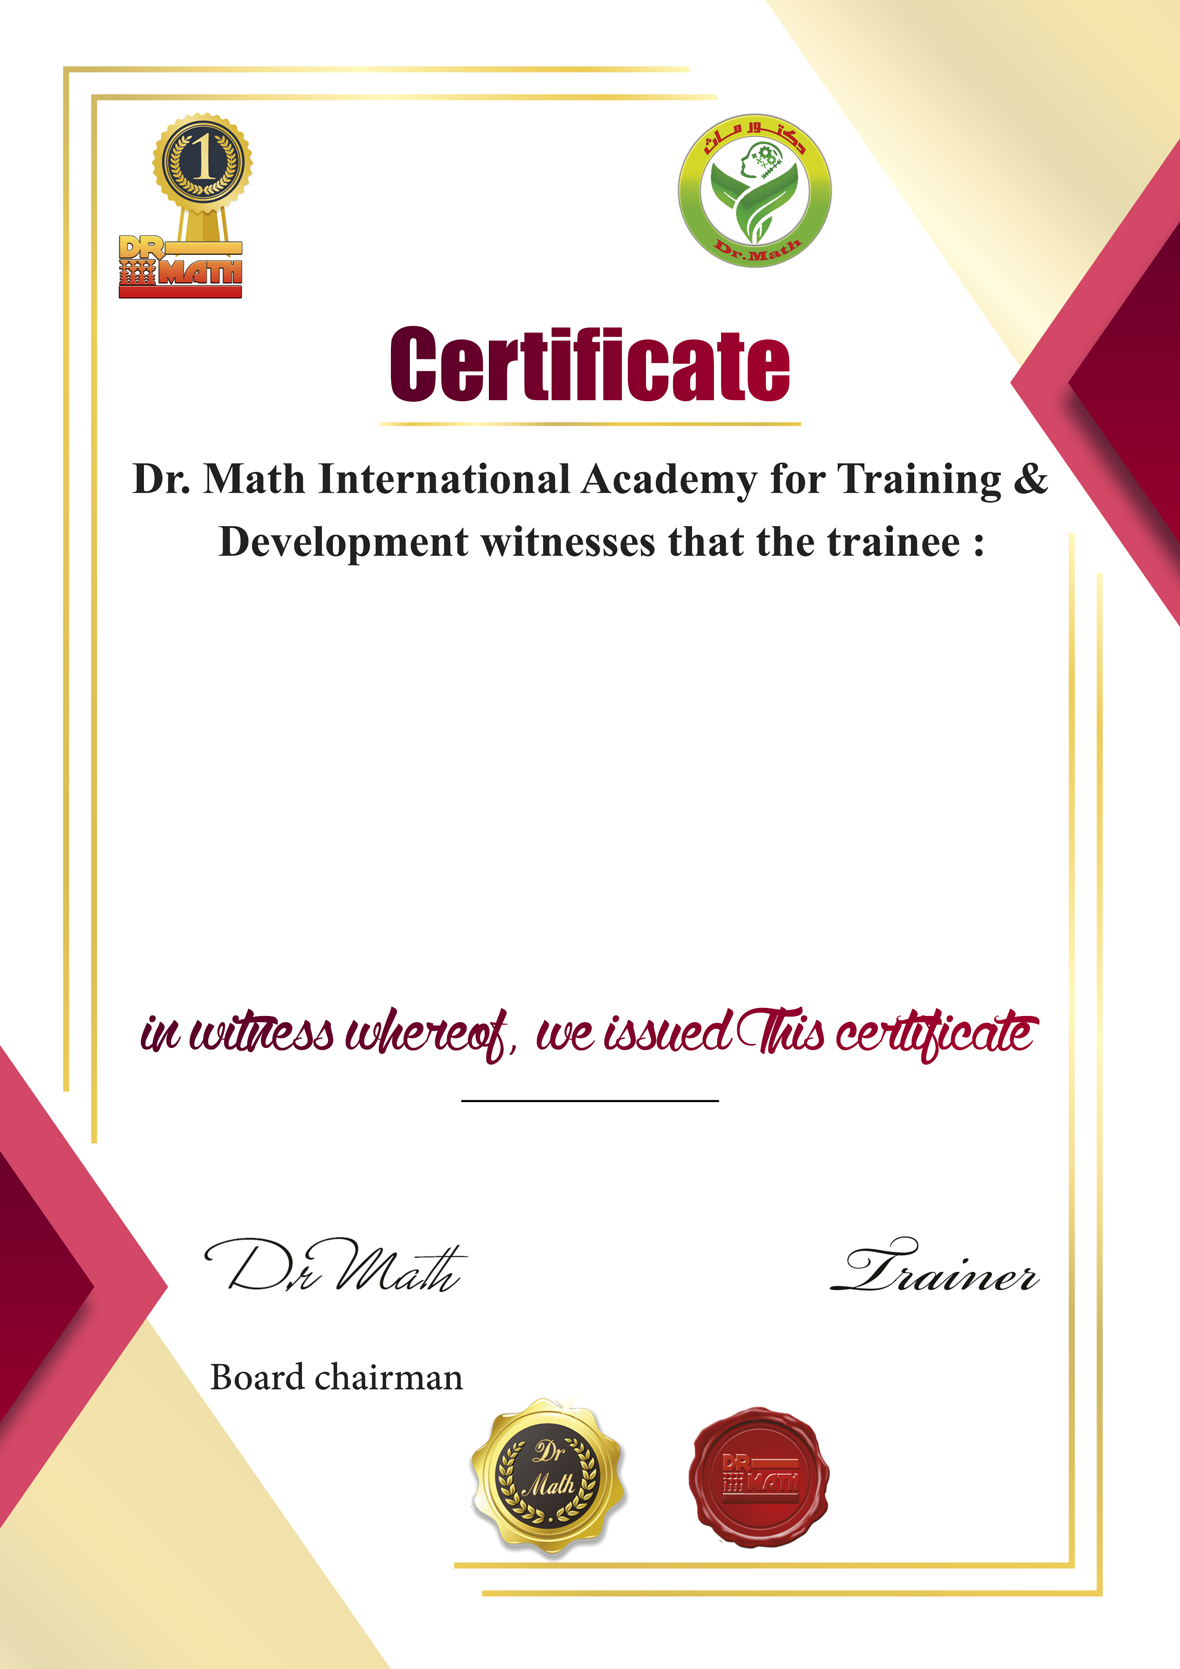 1
DR
MATH
دكتور ماث
Dr.Math
Certificate
Dr. Math International Academy for Training &
Development witnesses that the trainee :
in witness whereof, we issued This certificate
Dr Math
Trainer
Board chairman
Dr
Math
DR
MATH